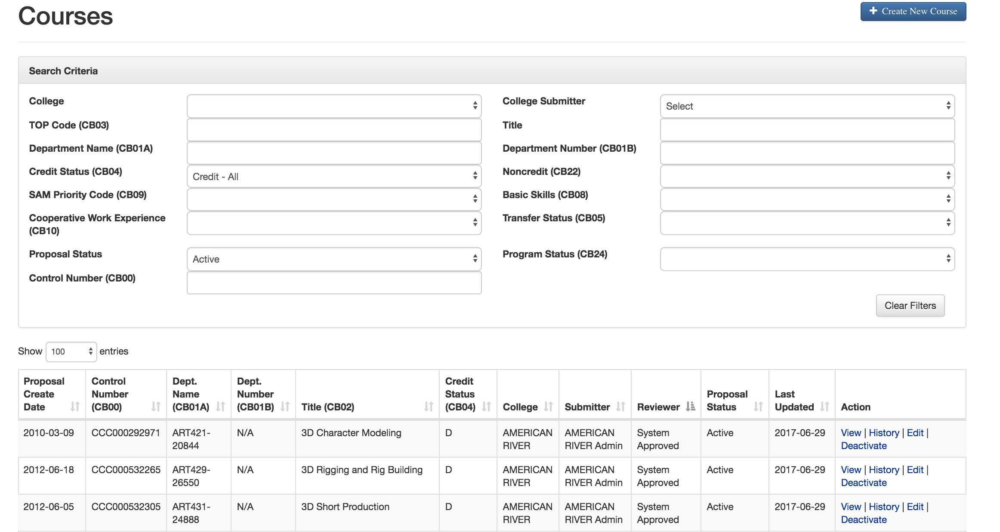 Courses
Create New Course
Search Criteria
College
College Submitter Select
TOP Code (CB03)
Title
Department Name (CB01A)
Department Number (CB01B)
Credit Status (CB04) Credit - All
Noncredit (CB22)
SAM Priority Code (CB09)
Basic Skills (CB08)
Cooperative Work Experience
(CB10)
Transfer Status (CB05)
Proposal Status Active
Program Status (CB24)
Control Number (CB00)
Clear Filters
Show 100 entries
Proposal
Create
Date
Control
Number
(CB00)
Dept.
Name
(CB01A)
Dept.
Number
(CB01B)
Title (CB02)
Credit
Status
(CB04)
College
Submitter
Reviewer
Proposal
Status
Last
Updated
Action
2010-03-09
CCC000292971
ART421-
20844
N/A
3D Character Modeling
D
AMERICAN
RIVER
AMERICAN
RIVER Admin
System
Approved
Active
2017-06-29
View | History | Edit |
Deactivate
2012-06-18
CCC000532265
ART429-
26550
N/A
3D Rigging and Rig Building
D
AMERICAN
RIVER
AMERICAN
RIVER Admin
System
Approved
Active
2017-06-29
View | History | Edit |
Deactivate
2012-06-05
CCC000532305
ART431-
24888
N/A
3D Short Production
D
AMERICAN
RIVER
AMERICAN
RIVER Admin
System
Approved
Active
2017-06-29
View | History | Edit |
Deactivate